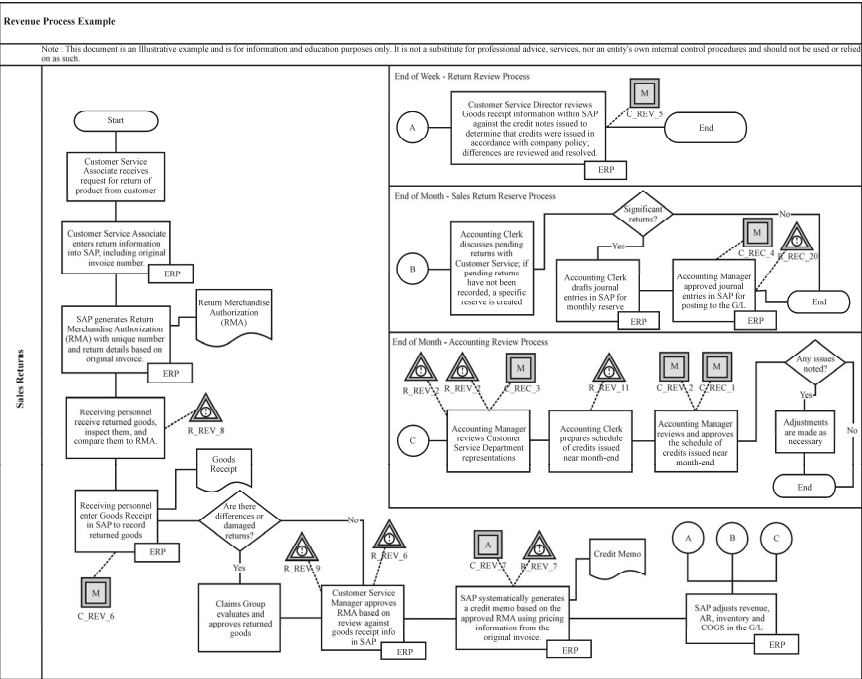 Revenue Process Example
Note : This document is an Illustrative example and is for information and education purposes only. It is not a substitute for professional advice, services, nor an entity's own internal control procedures and should not be used or relied
on as such.
Sales Returns
Start
Customer Service
Associate receives
request for return of
product from customer
Customer Service Associate
enters return information
into SAP, including original
invoice number.
ERP
SAP generates Return
Merchandise Authorization
(RMA) with unique number
and return details based on
original invoice.
ERP
Return Merchandise
Authorization
(RMA)
Receiving personnel
receive returned goods,
inspect them, and
compare them to RMA.
R_REV_8
Goods
Receipt
Receiving personnel
enter Goods Receipt
in SAP to record
returned goods
ERP
M
C_REV_6
Are there
differences or
damaged
returns?
No
Yes
Claims Group
evaluates and
approves returned
goods
R_REV_9
R_REV_6
Customer Service
Manager approves
RMA based on
review against
goods receipt info
in SAP
ERP
A
C_REV_7
R_REV_7
SAP systematically generates
a credit memo based on the
approved RMA using pricing
information from the
original invoice.
ERP
Credit Memo
A
B
C
SAP adjusts revenue,
AR, inventory and
COGS in the G/L
ERP
End of Week - Return Review Process
A
Customer Service Director reviews
Goods receipt information within SAP
against the credit notes issued to
determine that credits were issued in
accordance with company policy;
differences are reviewed and resolved.
ERP
M
C_REV_5
End
End of Month - Sales Return Reserve Process
B
Accounting Clerk
discusses pending
returns with
Customer Service; if
pending returns
have not been
recorded, a specific
reserve is created
Significant
returns?
No
Yes
Accounting Clerk
drafts journal
entries in SAP for
monthly reserve
ERP
M
C_REC_4
R_REC_20
Accounting Manager
approved journal
entries in SAP for
posting to the G/L
ERP
End
End of Month - Accounting Review Process
C
R_REV_2
R_REV_2
M
C_REC_3
Accounting Manager
reviews Customer
Service Department
representations
R_REV_11
Accounting Clerk
prepares schedule
of credits issued
near month-end
M
C_REV_2
M
C_REC_1
Accounting Manager
reviews and approves
the schedule of
credits issued near
month-end
Any issues
noted?
Yes
No
Adjustments
are made as
necessary
End